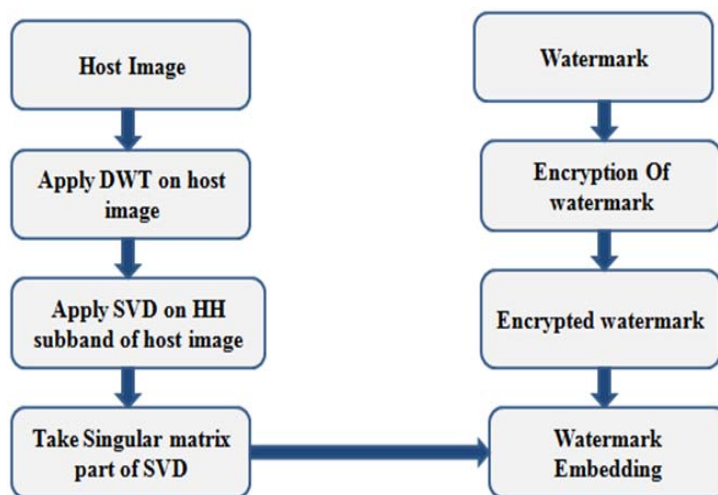 Host Image
Apply DWT on host
image
Apply SVD on HH
subband of host image
Take Singular matrix
part of SVD
Watermark
Encryption Of
watermark
Encrypted watermark
Watermark
Embedding